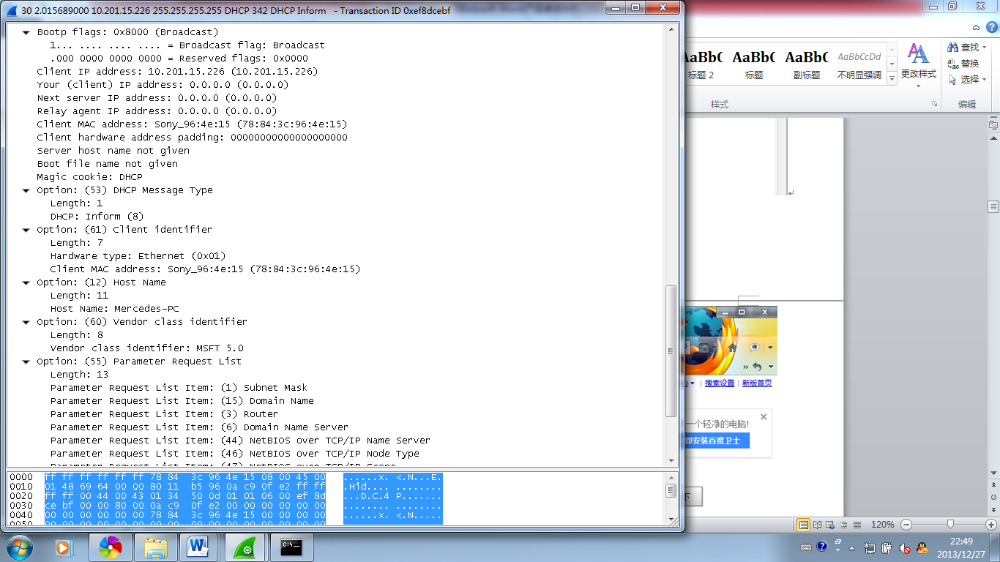 30 2.015689000 10.201.15.226 255.255.255.255 DHCP 342 DHCP Inform - Transaction ID 0xef8dcebf
Bootp flags: 0x8000 (Broadcast)
1... .... .... .... = Broadcast flag: Broadcast
.000 0000 0000 0000 = Reserved flags: 0x0000
Client IP address: 10.201.15.226 (10.201.15.226)
Your (client) IP address: 0.0.0.0 (0.0.0.0)
Next server IP address: 0.0.0.0 (0.0.0.0)
Relay agent IP address: 0.0.0.0 (0.0.0.0)
Client MAC address: Sony_96:4e:15 (78:84:3c:96:4e:15)
Client hardware address padding: 00000000000000000000
Server host name not given
Boot file name not given
Magic cookie: DHCP
Option: (53) DHCP Message Type
Length: 1
DHCP: Inform (8)
Option: (61) Client identifier
Length: 7
Hardware type: Ethernet (0x01)
Client MAC address: Sony_96:4e:15 (78:84:3c:96:4e:15)
Option: (12) Host Name
Length: 11
Host Name: Mercedes-PC
Option: (60) Vendor class identifier
Length: 8
Vendor class identifier: MSFT 5.0
Option: (55) Parameter Request List
Length: 13
Parameter Request List Item: (1) Subnet Mask
Parameter Request List Item: (15) Domain Name
Parameter Request List Item: (3) Router
Parameter Request List Item: (6) Domain Name Server
Parameter Request List Item: (44) NetBIOS over TCP/IP Name Server
Parameter Request List Item: (46) NetBIOS over TCP/IP Node Type
Parameter Request List Item: (47) NetBIOS over TCP/IP Scope
0000 ff ff ff ff ff ff 78 84 3c 96 4e 15 08 00 45 00 ......x. <.N...E.
0010 01 48 69 64 00 00 80 11 b5 96 0a c9 0f e2 ff ff .Hid.... ........
0020 ff ff 00 44 00 43 01 34 50 0d 01 01 06 00 ef 8d ...D.C.4 P.......
0030 ce bf 00 00 80 00 0a c9 0f e2 00 00 00 00 00 00 ........ ........
0040 00 00 00 00 00 00 78 84 3c 96 4e 15 00 00 00 00 ......x. <.N.....
AaBbC AaBbC AaBbC AaBbCcDd
标题 2 标题 副标题 不明显强调
更改样式
样式
查找
替换
选择
编辑
搜索设置 | 新版首页
一个轻净的电脑!
即安装百度卫士
120%
22:49
2013/12/27